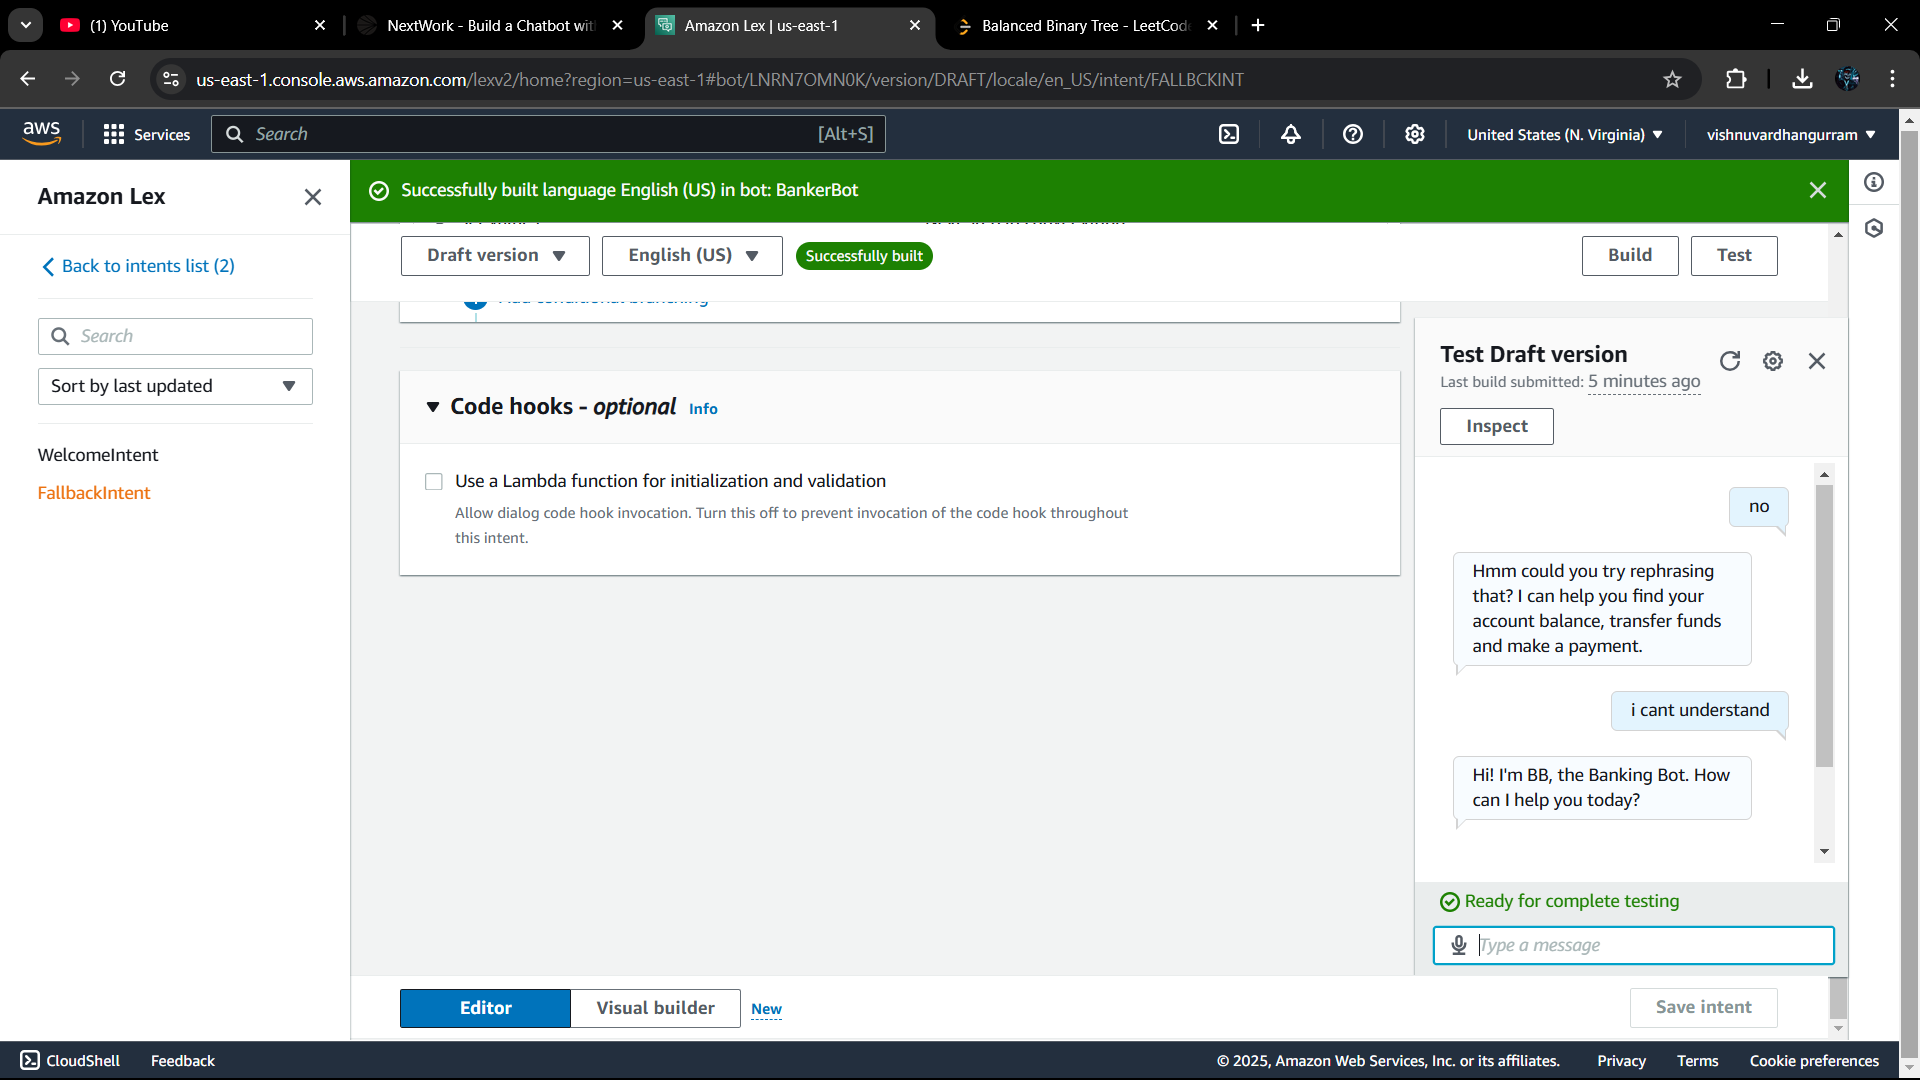 (1) YouTube
NextWork - Build a Chatbot wit
Amazon Lex | us-east-1
Balanced Binary Tree - LeetCode
us-east-1.console.aws.amazon.com/lexv2/home?region=us-east-1#bot/LNRN7OMN0K/version/DRAFT/locale/en_US/intent/FALLBCKINT
aws
Services
Search
[Alt+S]
United States (N. Virginia)
vishnuvardhangurram
Amazon Lex
Successfully built language English (US) in bot: BankerBot
Back to intents list (2)
Draft version
English (US)
Successfully built
Build
Test
Search
Sort by last updated
WelcomeIntent
FallbackIntent
Add conditional branching
Code hooks - optional Info
Use a Lambda function for initialization and validation
Allow dialog code hook invocation. Turn this off to prevent invocation of the code hook throughout
this intent.
Test Draft version
Last build submitted: 5 minutes ago
Inspect
no
Hmm could you try rephrasing
that? I can help you find your
account balance, transfer funds
and make a payment.
i cant understand
Hi! I'm BB, the Banking Bot. How
can I help you today?
Ready for complete testing
Type a message
Editor
Visual builder
New
Save intent
CloudShell
Feedback
© 2025, Amazon Web Services, Inc. or its affiliates.
Privacy
Terms
Cookie preferences